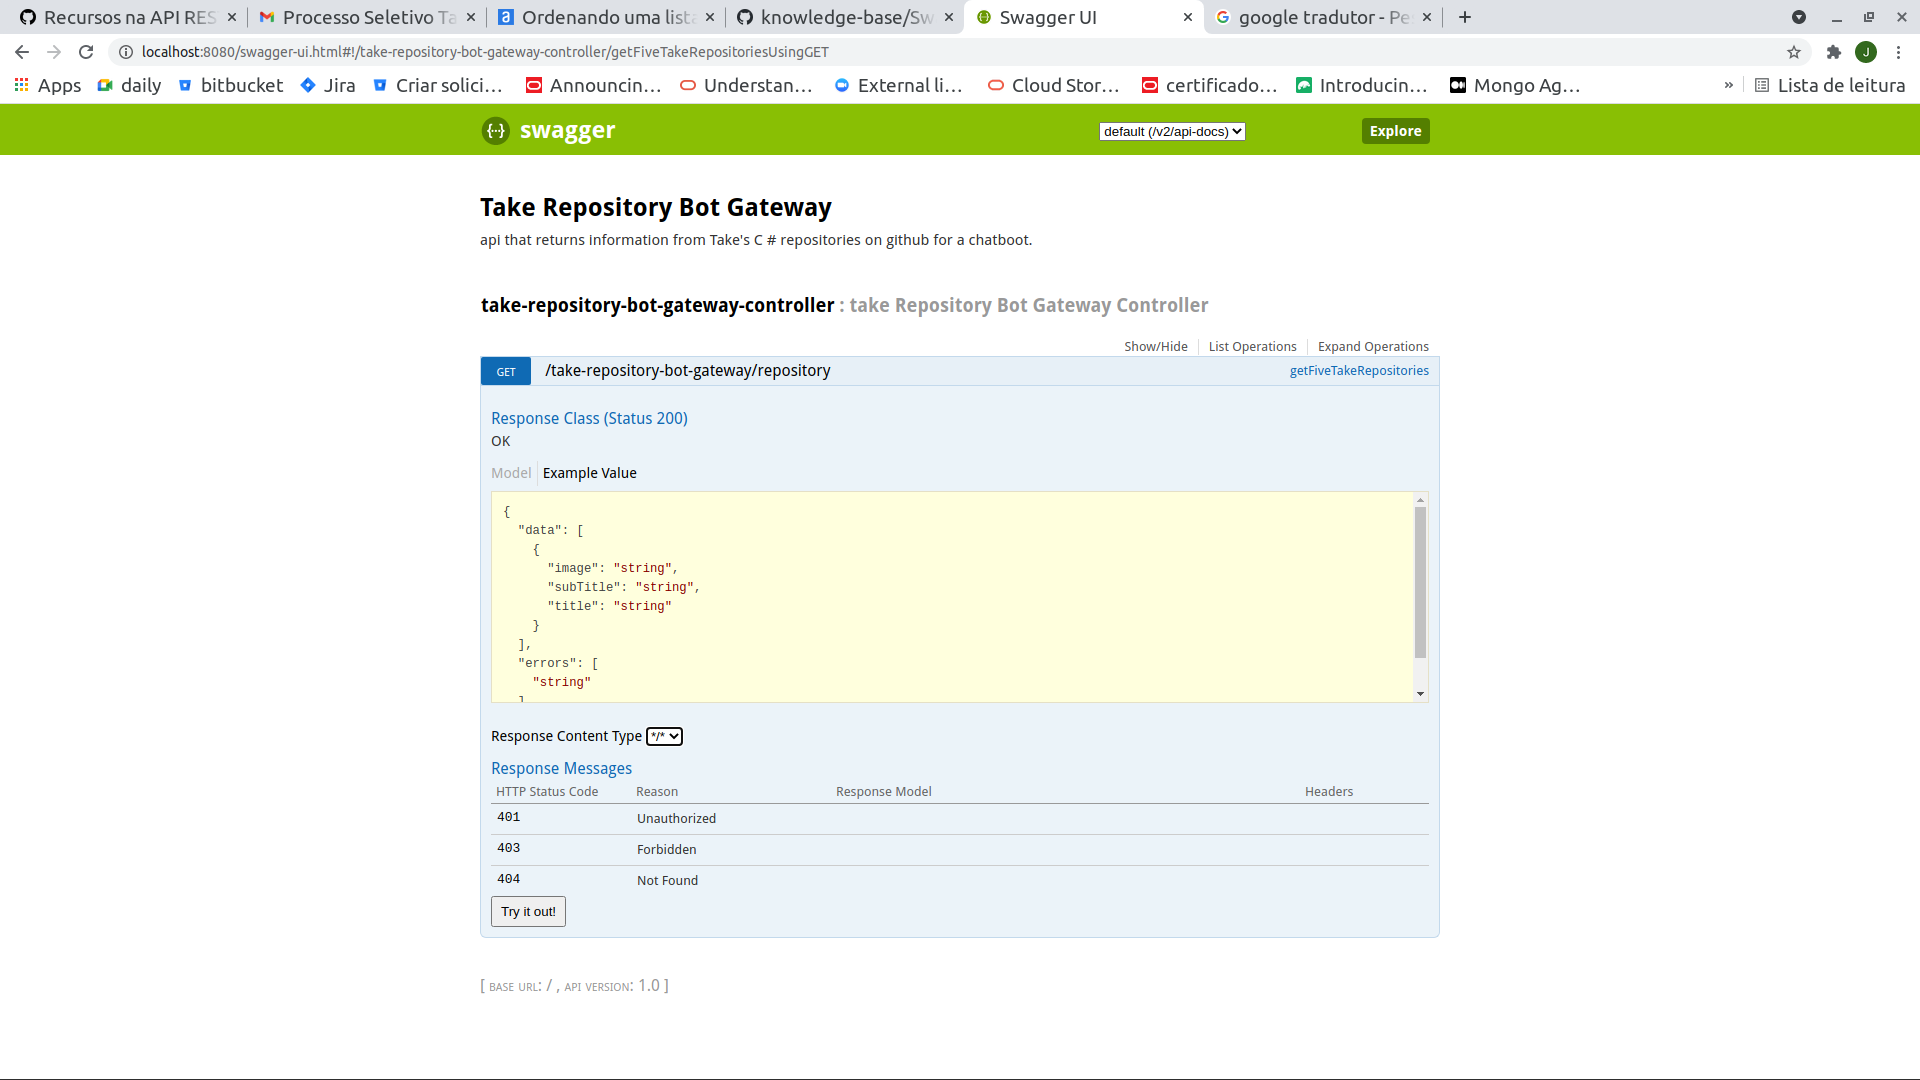 Recursos na API RES
Processo Seletivo Ta
Ordenando uma lista
knowledge-base/Sw
Swagger UI
google tradutor - Pe
localhost:8080/swagger-ui.html#!/take-repository-bot-gateway-controller/getFiveTakeRepositoriesUsingGET
J
Apps
daily
bitbucket
Jira
Criar solici...
Announcin...
Understan...
External li...
Cloud Stor...
certificado...
Introducin...
Mongo Ag...
»
Lista de leitura
{··} swagger
default (/v2/api-docs)
Explore
Take Repository Bot Gateway
api that returns information from Take's C # repositories on github for a chatboot.
take-repository-bot-gateway-controller : take Repository Bot Gateway Controller
Show/Hide
List Operations
Expand Operations
GET
/take-repository-bot-gateway/repository
getFiveTakeRepositories
Response Class (Status 200)
OK
Model
Example Value
{
"data": [
{
"image": "string",
"subTitle": "string",
"title": "string"
}
],
"errors": [
"string"
]
Response Content Type */*
Response Messages
HTTP Status Code
Reason
Response Model
Headers
401
Unauthorized
403
Forbidden
404
Not Found
Try it out!
[ BASE URL: / , API VERSION: 1.0 ]